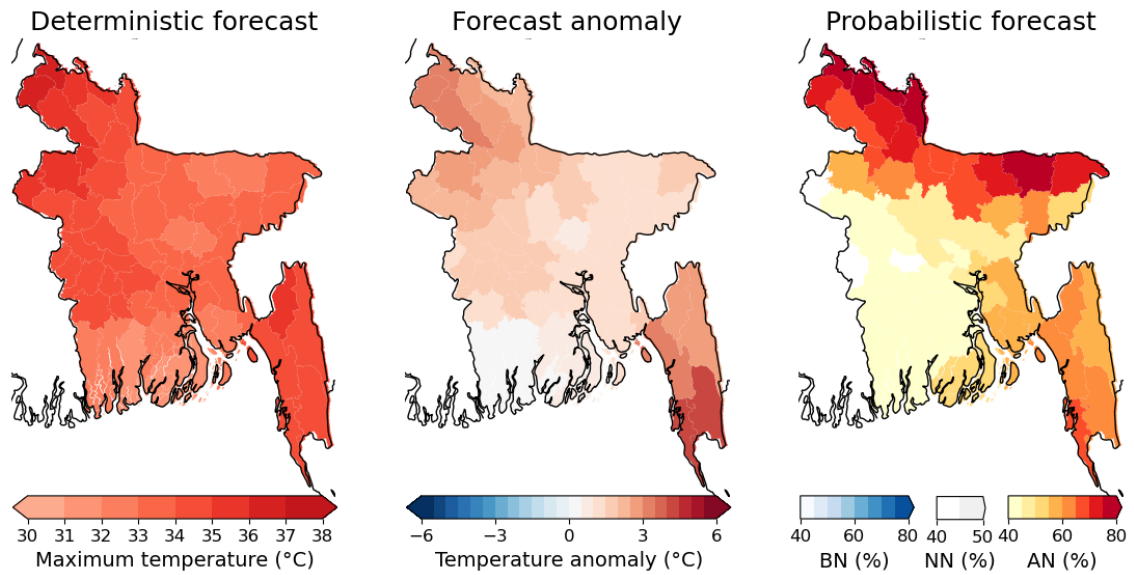 Deterministic forecast
Forecast anomaly
Probabilistic forecast
30 31 32 33 34 35 36 37 38
Maximum temperature (°C)
−6 −3 0 3 6
Temperature anomaly (°C)
40 60 80
BN (%)
40 50
NN (%)
40 60 80
AN (%)